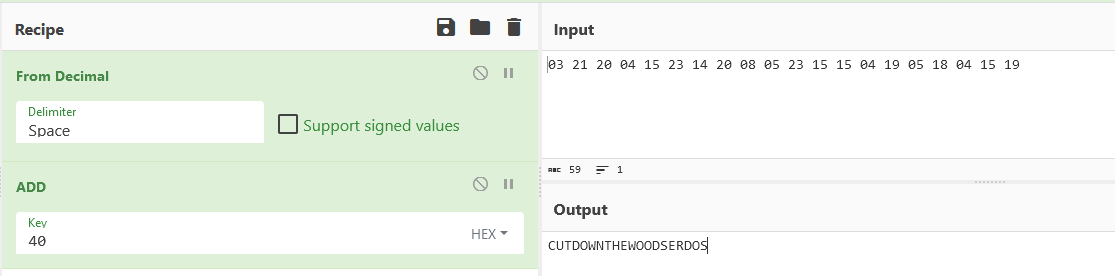 Recipe
From Decimal
Delimiter
Space
Support signed values
ADD
Key
40
HEX
Input
03 21 20 04 15 23 14 20 08 05 23 15 15 04 19 05 18 04 15 19
ABC 59 1
Output
CUTDOWNTHEWOODSERDOS